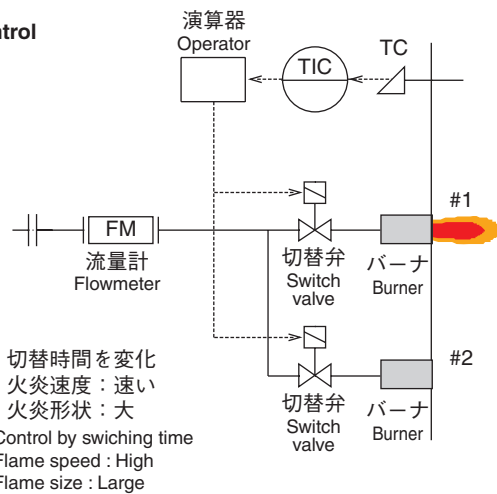 ntrol
演算器
Operator
TIC
TC
#1
FM
流量計
Flowmeter
切替弁
Switch
valve
バーナ
Burner
#2
切替弁
Switch
valve
バーナ
Burner
切替時間を変化
火炎速度：速い
火炎形状：大
Control by swiching time
Flame speed : High
Flame size : Large